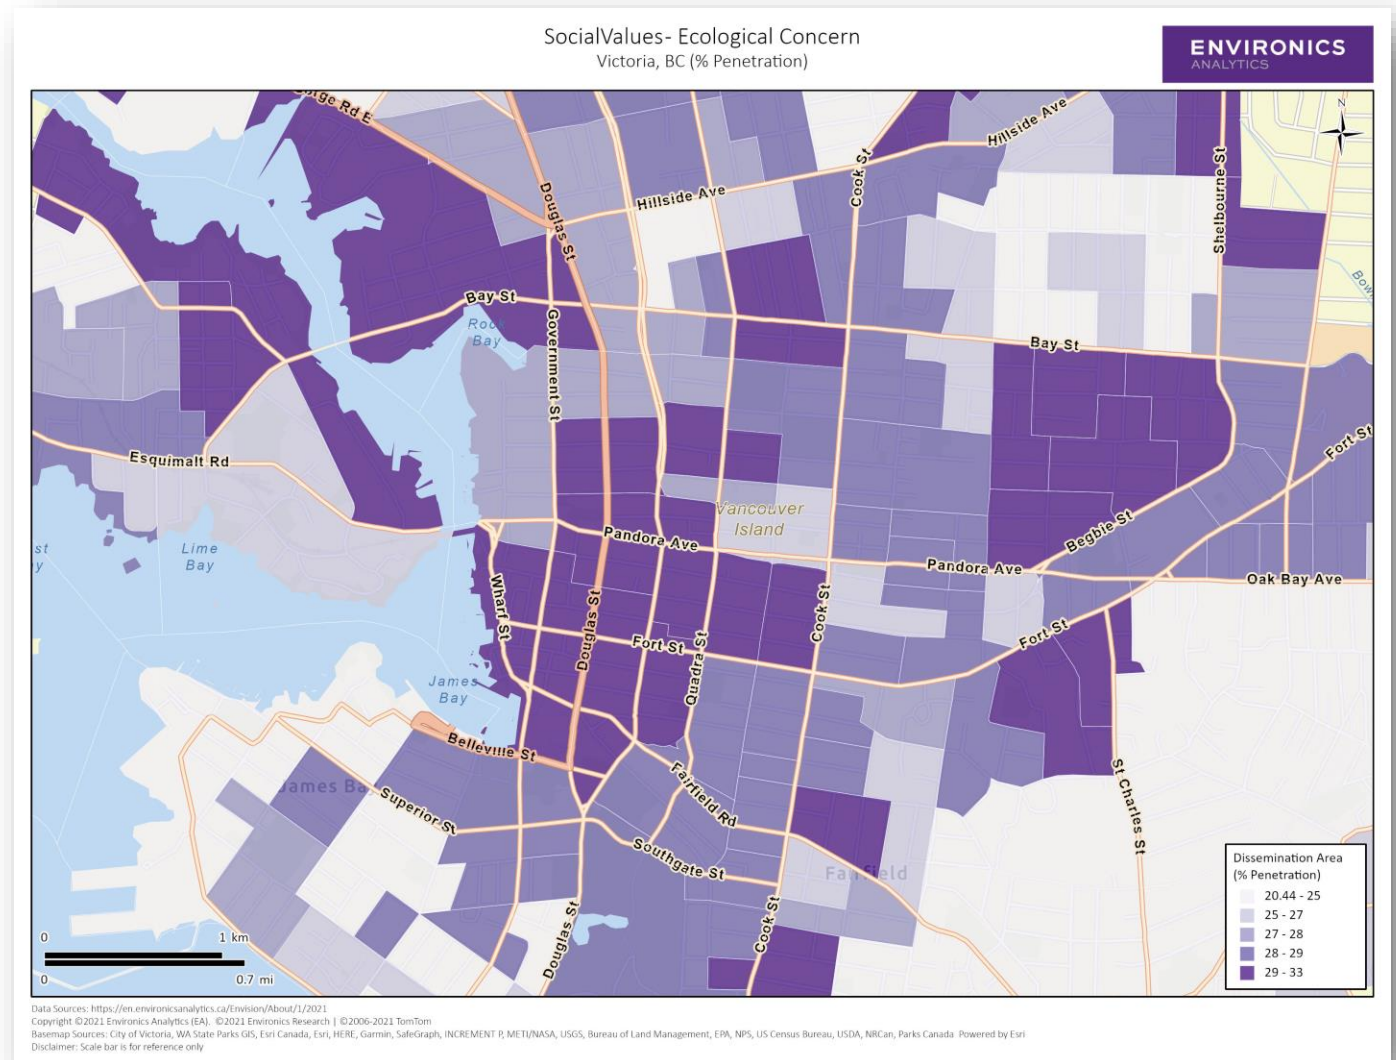 SocialValues- Ecological Concern
Victoria, BC (% Penetration)
ENVIRONICS
ANALYTICS
N
Gorge Rd E
Hillside Ave
Cook St
Shelbourne St
Douglas St
Hillside Ave
Bay St
Rock
Bay
Government St
Bay St
Fort St
Esquimalt Rd
Vancouver
Island
Begbie St
Pandora Ave
Lime
Bay
Pandora Ave
Oak Bay Ave
Wharf St
Douglas St
Cook St
Fort St
Fort St
Quadra St
James
Bay
Belleville St
James Ba
Superior St
Fairfield Rd
St Charles St
Southgate St
Fairfield
Douglas St
Cook St
Dissemination Area
(% Penetration)
20.44 - 25
25 - 27
27 - 28
28 - 29
29 - 33
0 1 km
0 0.7 mi
Data Sources: https://en.environicsanalytics.ca/Envision/About/1/2021
Copyright ©2021 Environics Analytics (EA). ©2021 Environics Research | ©2006-2021 TomTom
Basemap Sources: City of Victoria, WA State Parks GIS, Esri Canada, Esri, HERE, Garmin, SafeGraph, INCREMENT P, METI/NASA, USGS, Bureau of Land Management, EPA, NPS, US Census Bureau, USDA, NRCan, Parks Canada Powered by Esri
Disclaimer: Scale bar is for reference only